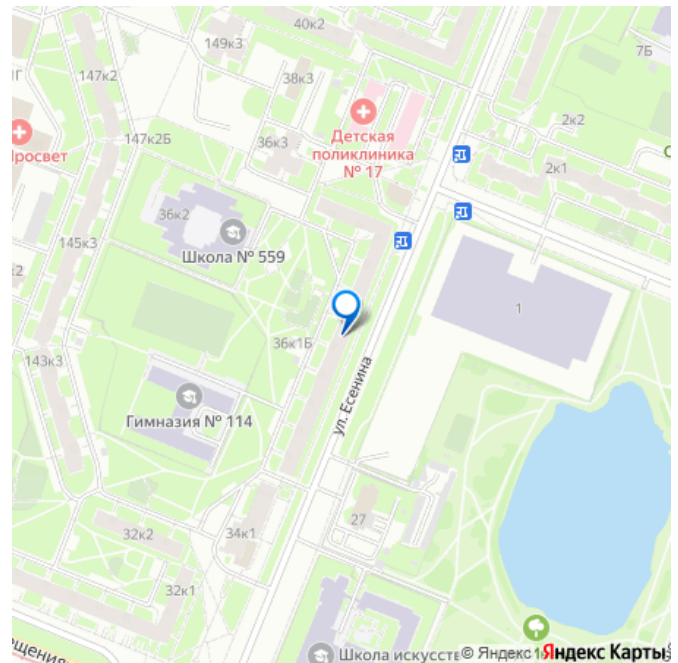 40к2
149к3
7Б
147к2
38к3
Детская
поликлиника
№ 17
2к2
147к2Б
36к3
2к1
36к2
Школа № 559
145к3
1
36к1Б
143к3
ул. Есенина
Гимназия № 114
27
32к2
34к1
32к1
Школа искусств
© Яндекс
Яндекс Карты